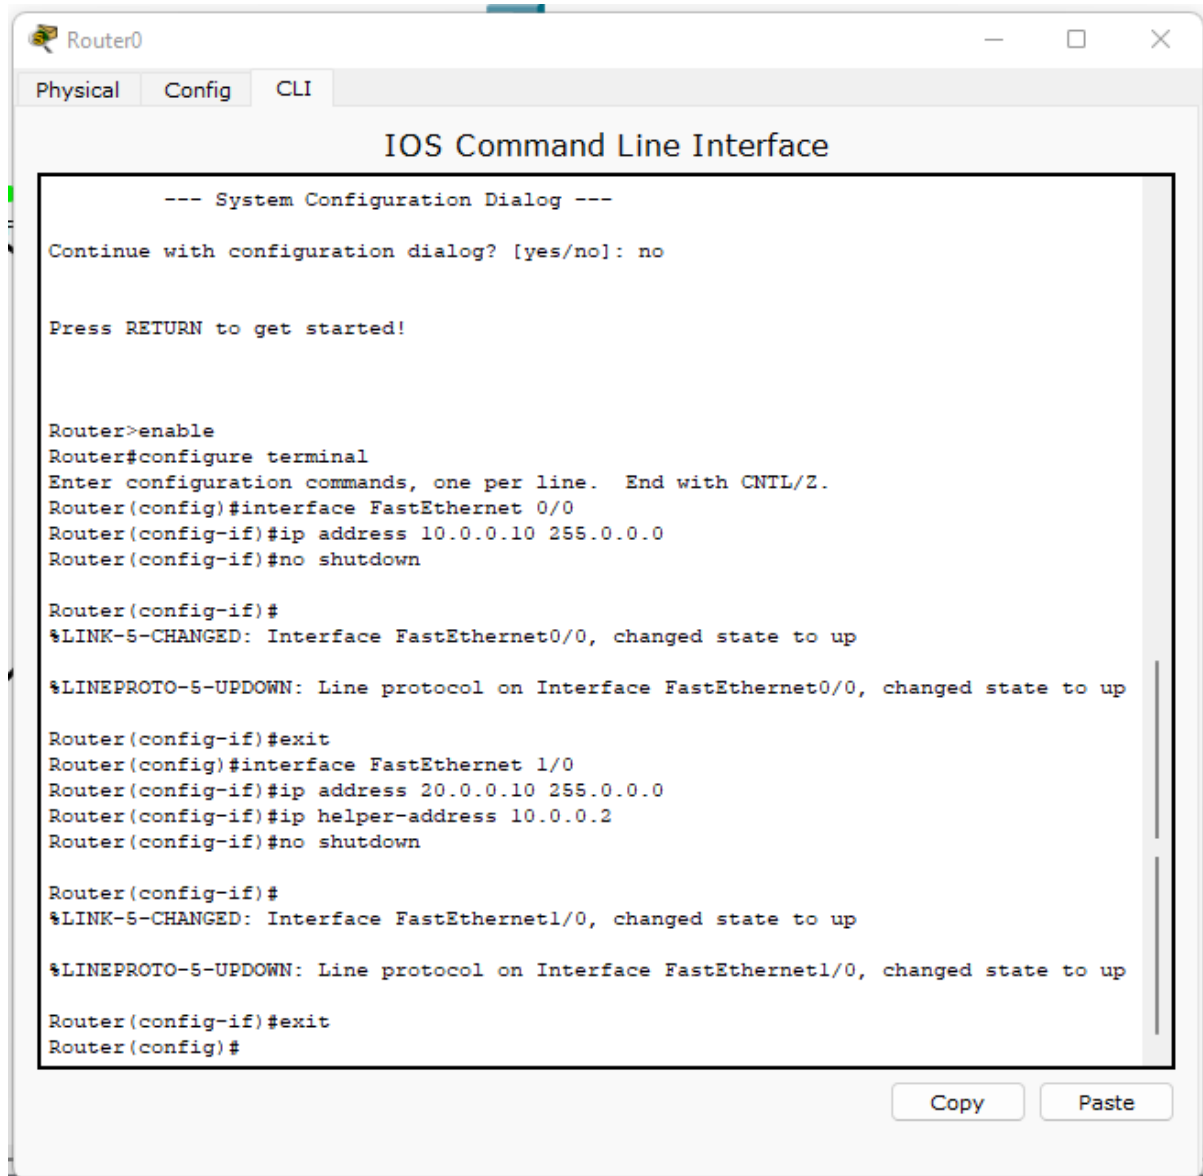 Router0
Physical Config CLI
IOS Command Line Interface
--- System Configuration Dialog ---
Continue with configuration dialog? [yes/no]: no
Press RETURN to get started!
Router>enable
Router#configure terminal
Enter configuration commands, one per line.  End with CNTL/Z.
Router(config)#interface FastEthernet 0/0
Router(config-if)#ip address 10.0.0.10 255.0.0.0
Router(config-if)#no shutdown
Router(config-if)#
%LINK-5-CHANGED: Interface FastEthernet0/0, changed state to up
%LINEPROTO-5-UPDOWN: Line protocol on Interface FastEthernet0/0, changed state to up
Router(config-if)#exit
Router(config)#interface FastEthernet 1/0
Router(config-if)#ip address 20.0.0.10 255.0.0.0
Router(config-if)#ip helper-address 10.0.0.2
Router(config-if)#no shutdown
Router(config-if)#
%LINK-5-CHANGED: Interface FastEthernet1/0, changed state to up
%LINEPROTO-5-UPDOWN: Line protocol on Interface FastEthernet1/0, changed state to up
Router(config-if)#exit
Router(config)#
Copy Paste